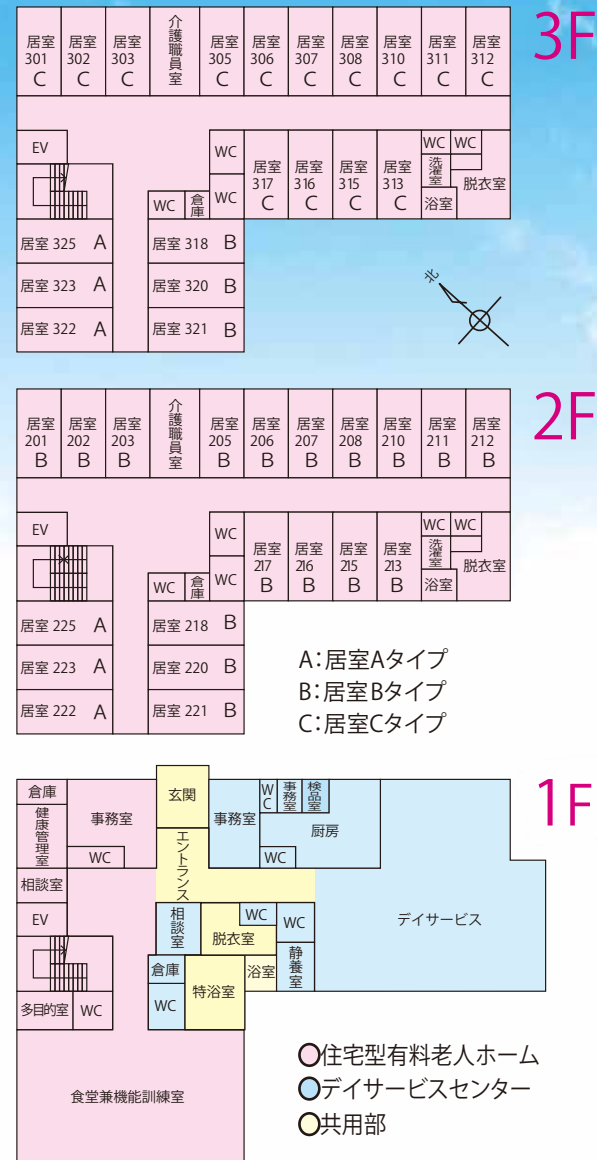 3F
居室 301 C
居室 302 C
居室 303 C
介護職員室
居室 305 C
居室 306 C
居室 307 C
居室 308 C
居室 310 C
居室 311 C
居室 312 C
EV
WC
WC
WC
倉庫
居室 317 C
居室 316 C
居室 315 C
居室 313 C
WC
WC
洗濯室
浴室
脱衣室
居室 325 A
居室 318 B
居室 323 A
居室 320 B
居室 322 A
居室 321 B
北
2F
居室 201 B
居室 202 B
居室 203 B
介護職員室
居室 205 B
居室 206 B
居室 207 B
居室 208 B
居室 210 B
居室 211 B
居室 212 B
EV
WC
WC
WC
倉庫
居室 217 B
居室 216 B
居室 215 B
居室 213 B
WC
WC
洗濯室
浴室
脱衣室
居室 225 A
居室 218 B
居室 223 A
居室 220 B
居室 222 A
居室 221 B
A:居室Aタイプ
B:居室Bタイプ
C:居室Cタイプ
1F
倉庫
健康管理室
事務室
WC
玄関
エントランス
事務室
WC
事務室
検品室
厨房
WC
相談室
EV
相談室
脱衣室
WC
WC
デイサービス
倉庫
WC
特浴室
浴室
静養室
多目的室
WC
食堂兼機能訓練室
住宅型有料老人ホーム
デイサービスセンター
共用部